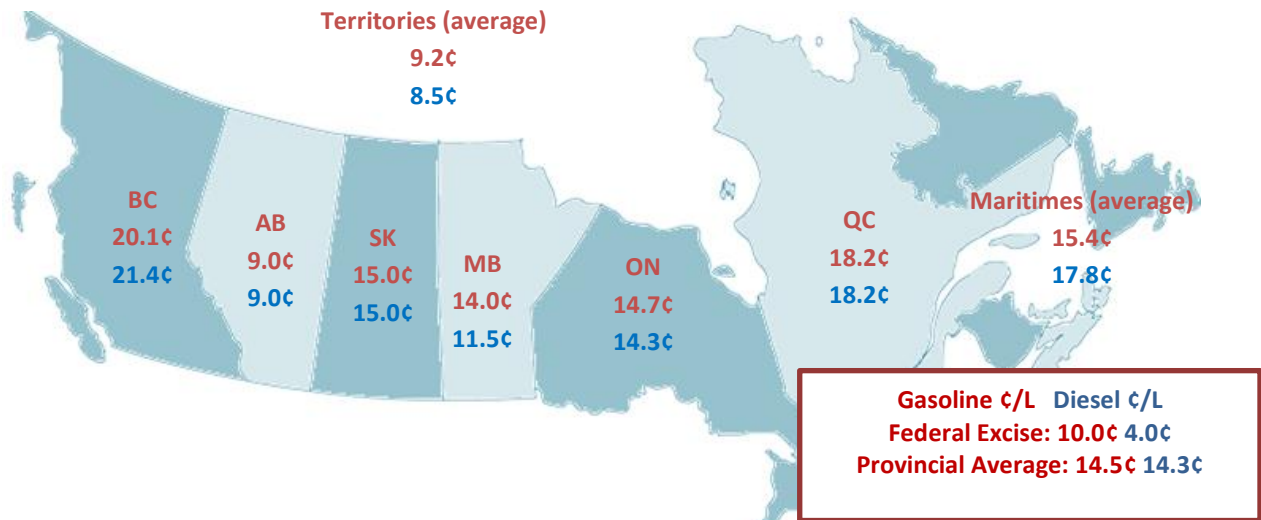 Territories (average)
9.2¢
8.5¢
BC
20.1¢
21.4¢
AB
9.0¢
9.0¢
SK
15.0¢
15.0¢
MB
14.0¢
11.5¢
ON
14.7¢
14.3¢
QC
18.2¢
18.2¢
Maritimes (average)
15.4¢
17.8¢
Gasoline ¢/L Diesel ¢/L
Federal Excise: 10.0¢ 4.0¢
Provincial Average: 14.5¢ 14.3¢